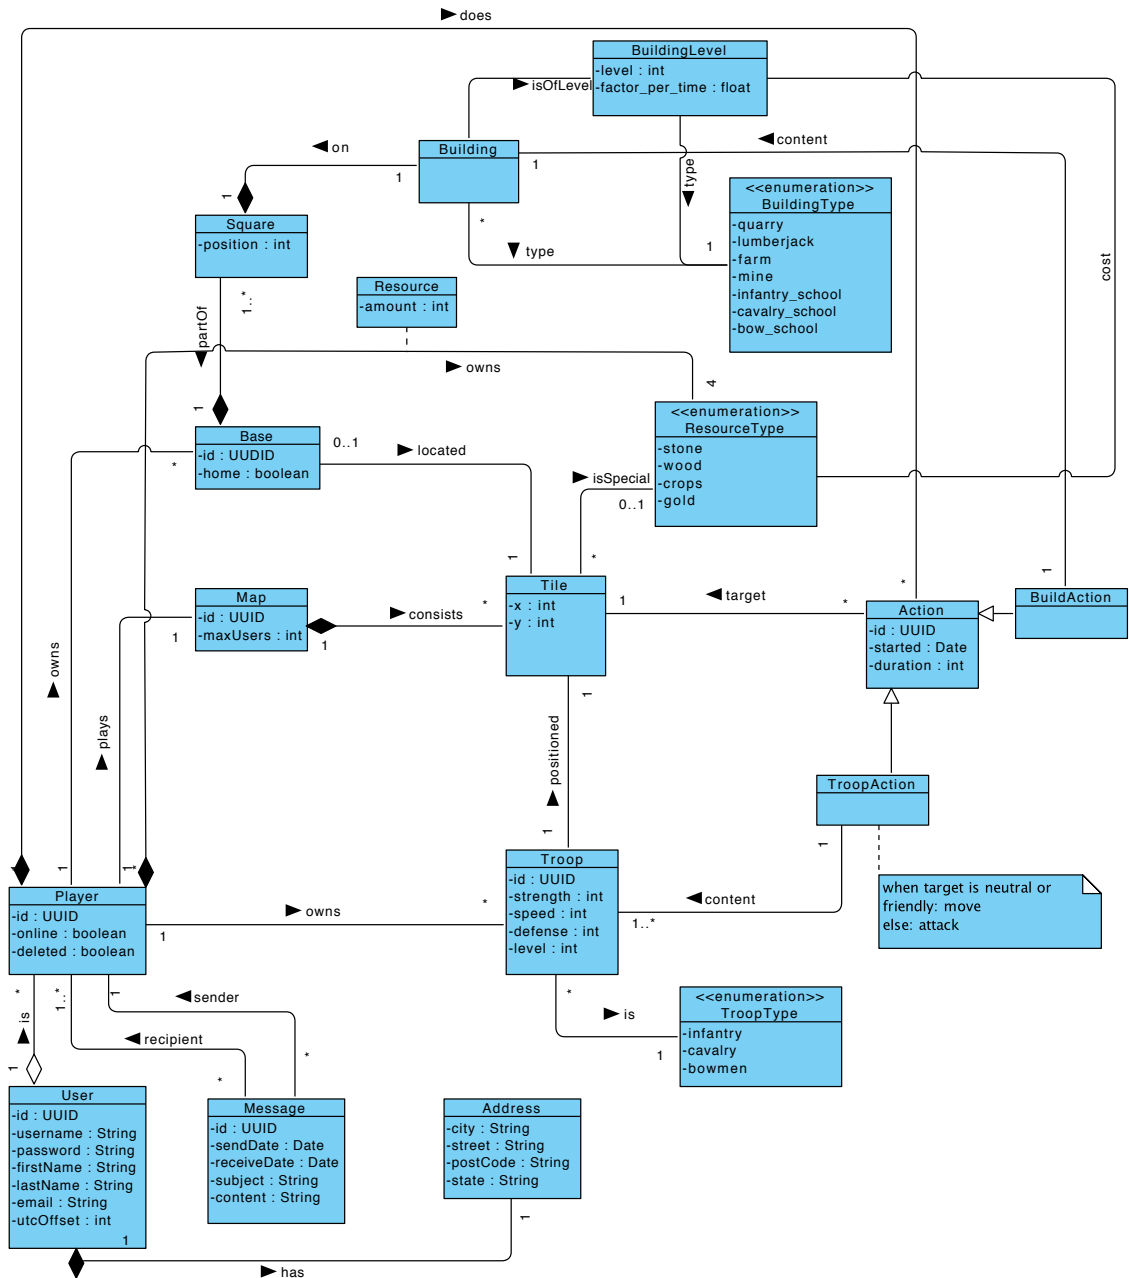 does
BuildingLevel
-level : int
-factor_per_time : float
isOfLevel
content
Building
on
1
1
*
type
type
1
1
<<enumeration>>
BuildingType
-quarry
-lumberjack
-farm
-mine
-infantry_school
-cavalry_school
-bow_school
cost
Square
-position : int
1..*
partOf
1
Resource
-amount : int
owns
4
<<enumeration>>
ResourceType
-stone
-wood
-crops
-gold
isSpecial
0..1
*
Base
-id : UUDID
-home : boolean
*
0..1
located
1
Map
-id : UUID
-maxUsers : int
1
1
consists
*
Tile
-x : int
-y : int
1
target
*
*
Action
-id : UUID
-started : Date
-duration : int
1
BuildAction
owns
plays
1
positioned
1
TroopAction
1
when target is neutral or
friendly: move
else: attack
1
1
1
*
Player
-id : UUID
-online : boolean
-deleted : boolean
1
owns
*
Troop
-id : UUID
-strength : int
-speed : int
-defense : int
-level : int
content
1..*
*
is
1
<<enumeration>>
TroopType
-infantry
-cavalry
-bowmen
*
is
1
1..*
1
sender
recipient
*
*
User
-id : UUID
-username : String
-password : String
-firstName : String
-lastName : String
-email : String
-utcOffset : int
1
Message
-id : UUID
-sendDate : Date
-receiveDate : Date
-subject : String
-content : String
Address
-city : String
-street : String
-postCode : String
-state : String
1
has